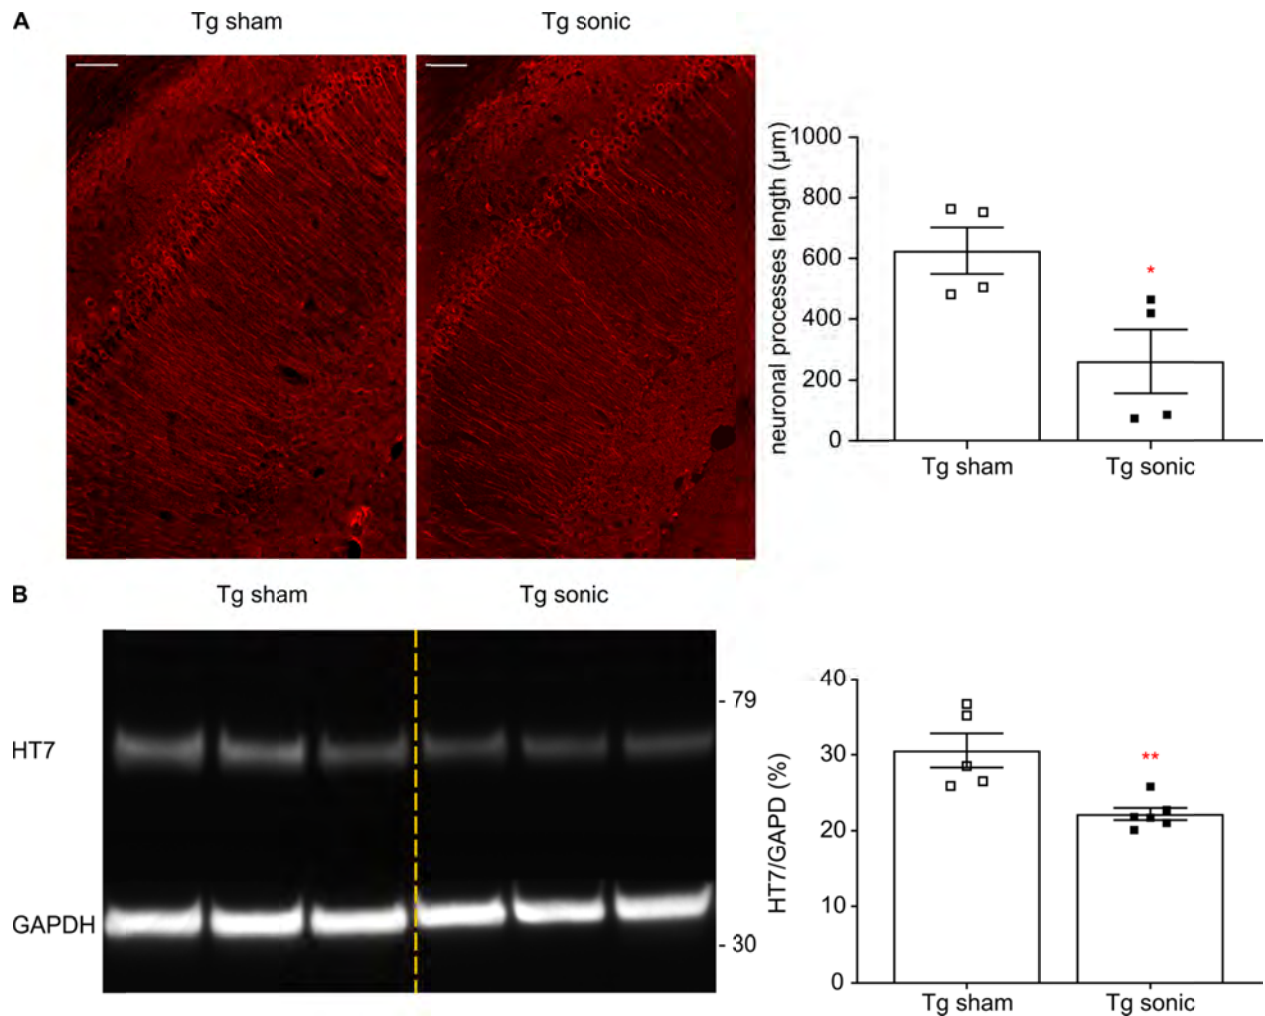 A
Tg sham
Tg sonic
neuronal processes length (µm)
1000
800
600
400
200
0
*
Tg sham
Tg sonic
B
Tg sham
Tg sonic
HT7
GAPDH
- 79
- 30
HT7/GAPD (%)
40
30
20
10
0
**
Tg sham
Tg sonic